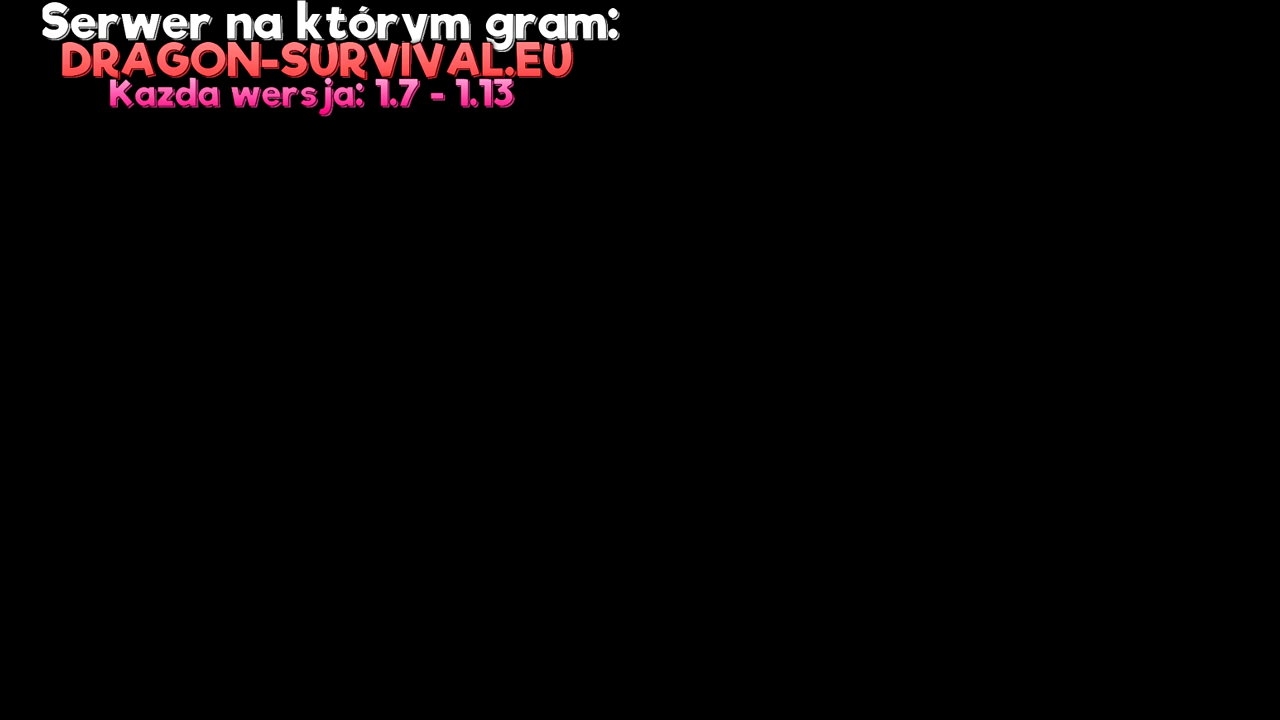 Serwer na którym gram:
DRAGON-SURVIVAL.EU
Kazda wersja: 1.7 - 1.13